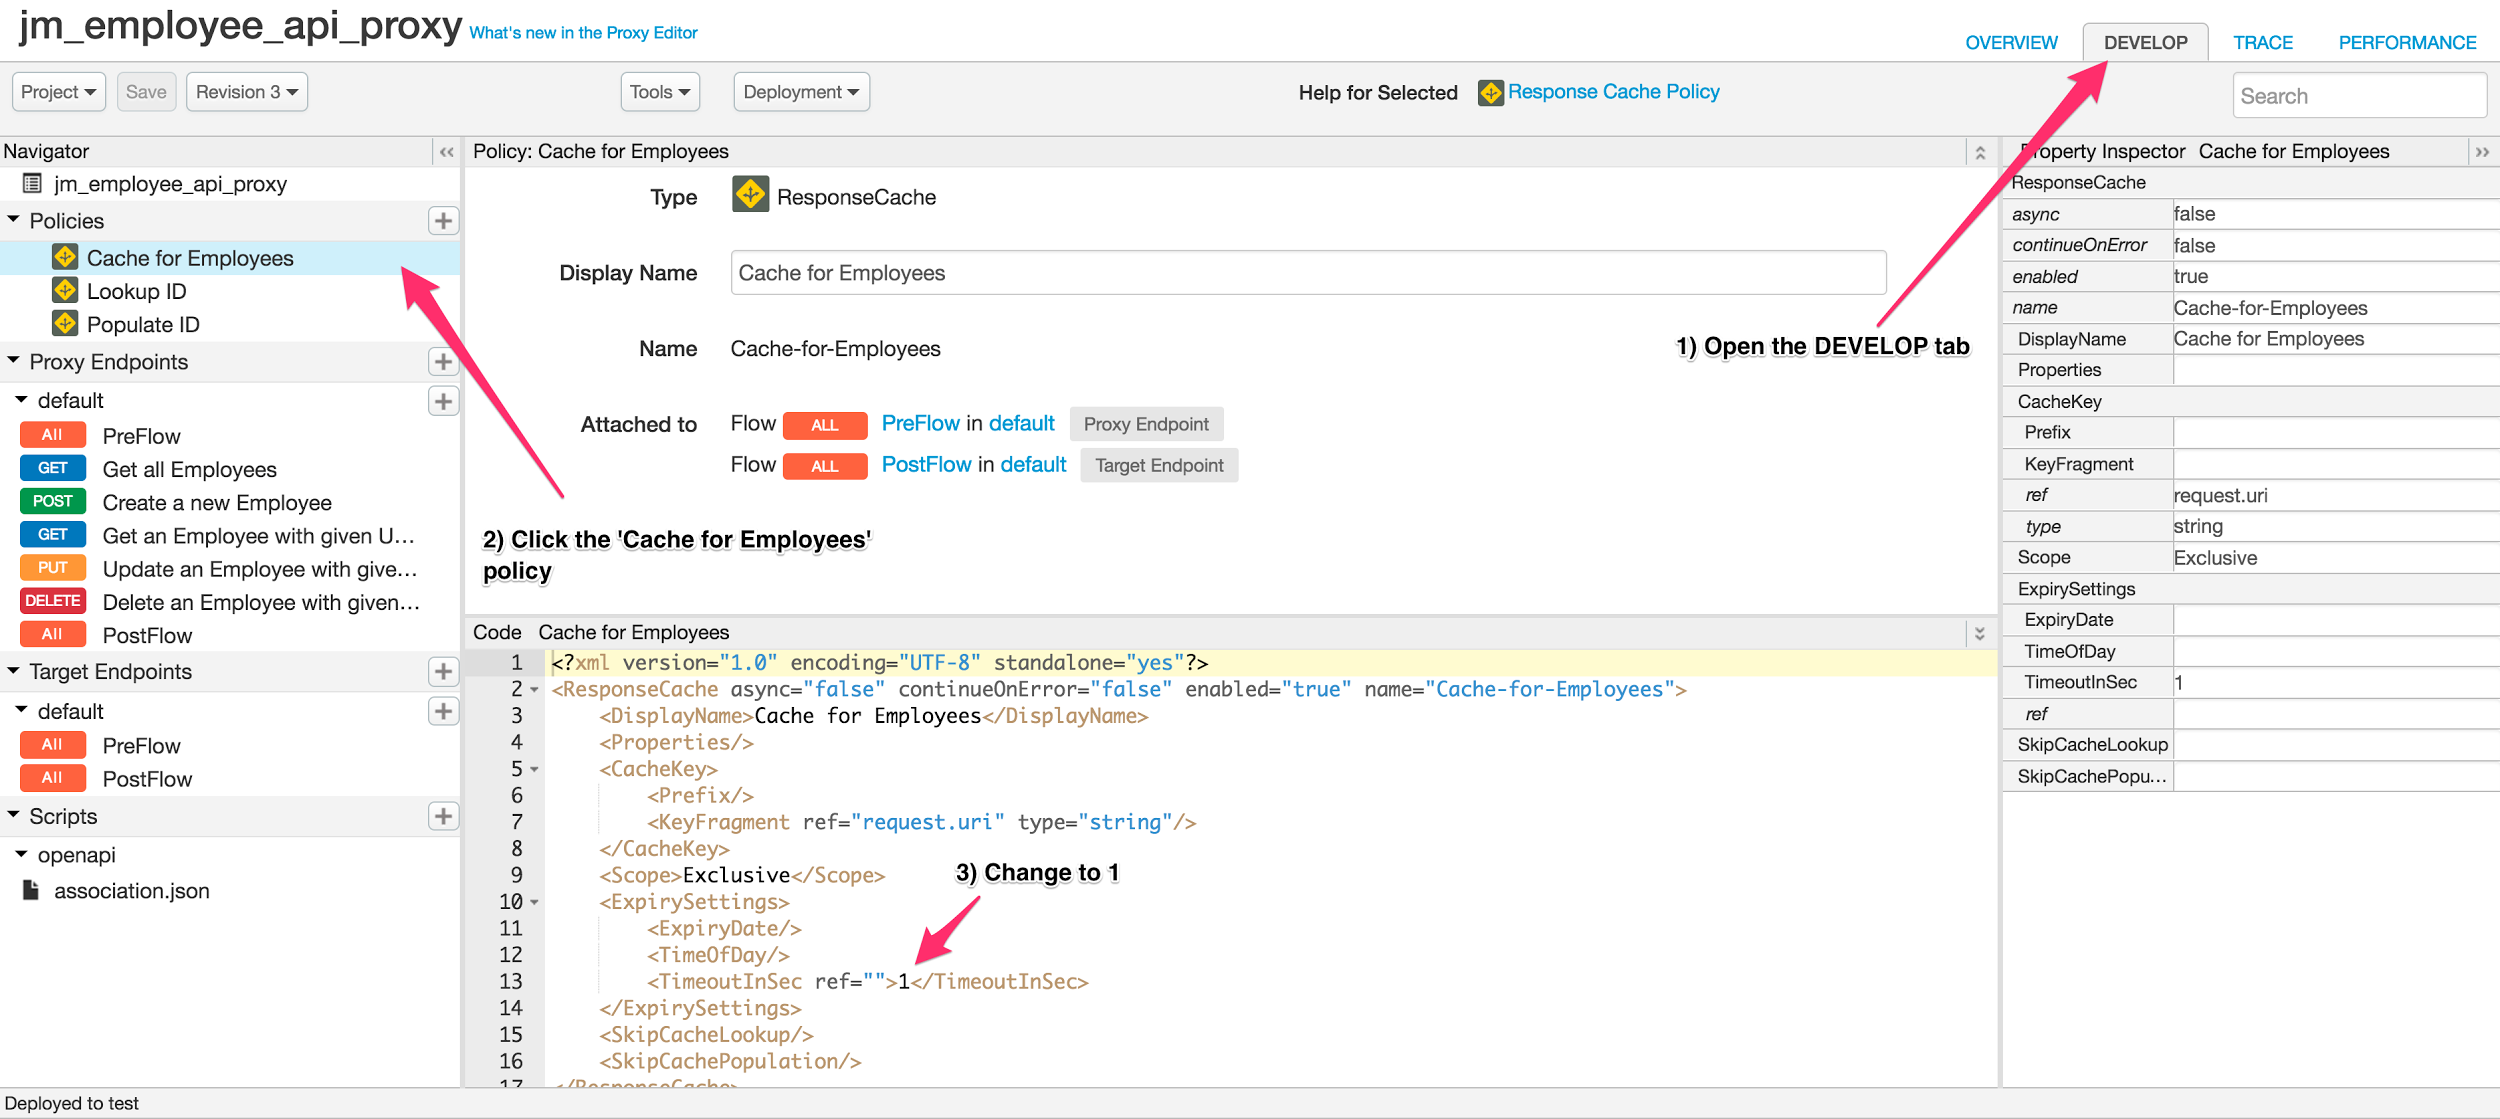 jm_employee_api_proxy What's new in the Proxy Editor
OVERVIEW DEVELOP TRACE PERFORMANCE
Project Save Revision 3 Tools Deployment Help for Selected Response Cache Policy Search
Navigator
jm_employee_api_proxy
Policies
Cache for Employees
Lookup ID
Populate ID
Proxy Endpoints
default
All PreFlow
GET Get all Employees
POST Create a new Employee
GET Get an Employee with given U...
PUT Update an Employee with give...
DELETE Delete an Employee with given...
All PostFlow
Target Endpoints
default
All PreFlow
All PostFlow
Scripts
openapi
association.json
Policy: Cache for Employees
Type ResponseCache
Display Name Cache for Employees
Name Cache-for-Employees
Attached to Flow ALL PreFlow in default Proxy Endpoint
Flow ALL PostFlow in default Target Endpoint
1) Open the DEVELOP tab
2) Click the 'Cache for Employees'
policy
Code Cache for Employees
1 <?xml version="1.0" encoding="UTF-8" standalone="yes"?>
2 <ResponseCache async="false" continueOnError="false" enabled="true" name="Cache-for-Employees">
3 <DisplayName>Cache for Employees</DisplayName>
4 <Properties/>
5 <CacheKey>
6 <Prefix/>
7 <KeyFragment ref="request.uri" type="string"/>
8 </CacheKey>
9 <Scope>Exclusive</Scope>
3) Change to 1
10 <ExpirySettings>
11 <ExpiryDate/>
12 <TimeOfDay/>
13 <TimeoutInSec ref="">1</TimeoutInSec>
14 </ExpirySettings>
15 <SkipCacheLookup/>
16 <SkipCachePopulation/>
17 </ResponseCache>
Property Inspector Cache for Employees
ResponseCache
async false
continueOnError false
enabled true
name Cache-for-Employees
DisplayName Cache for Employees
Properties
CacheKey
Prefix
KeyFragment
ref request.uri
type string
Scope Exclusive
ExpirySettings
ExpiryDate
TimeOfDay
TimeoutInSec 1
ref
SkipCacheLookup
SkipCachePopu...
Deployed to test